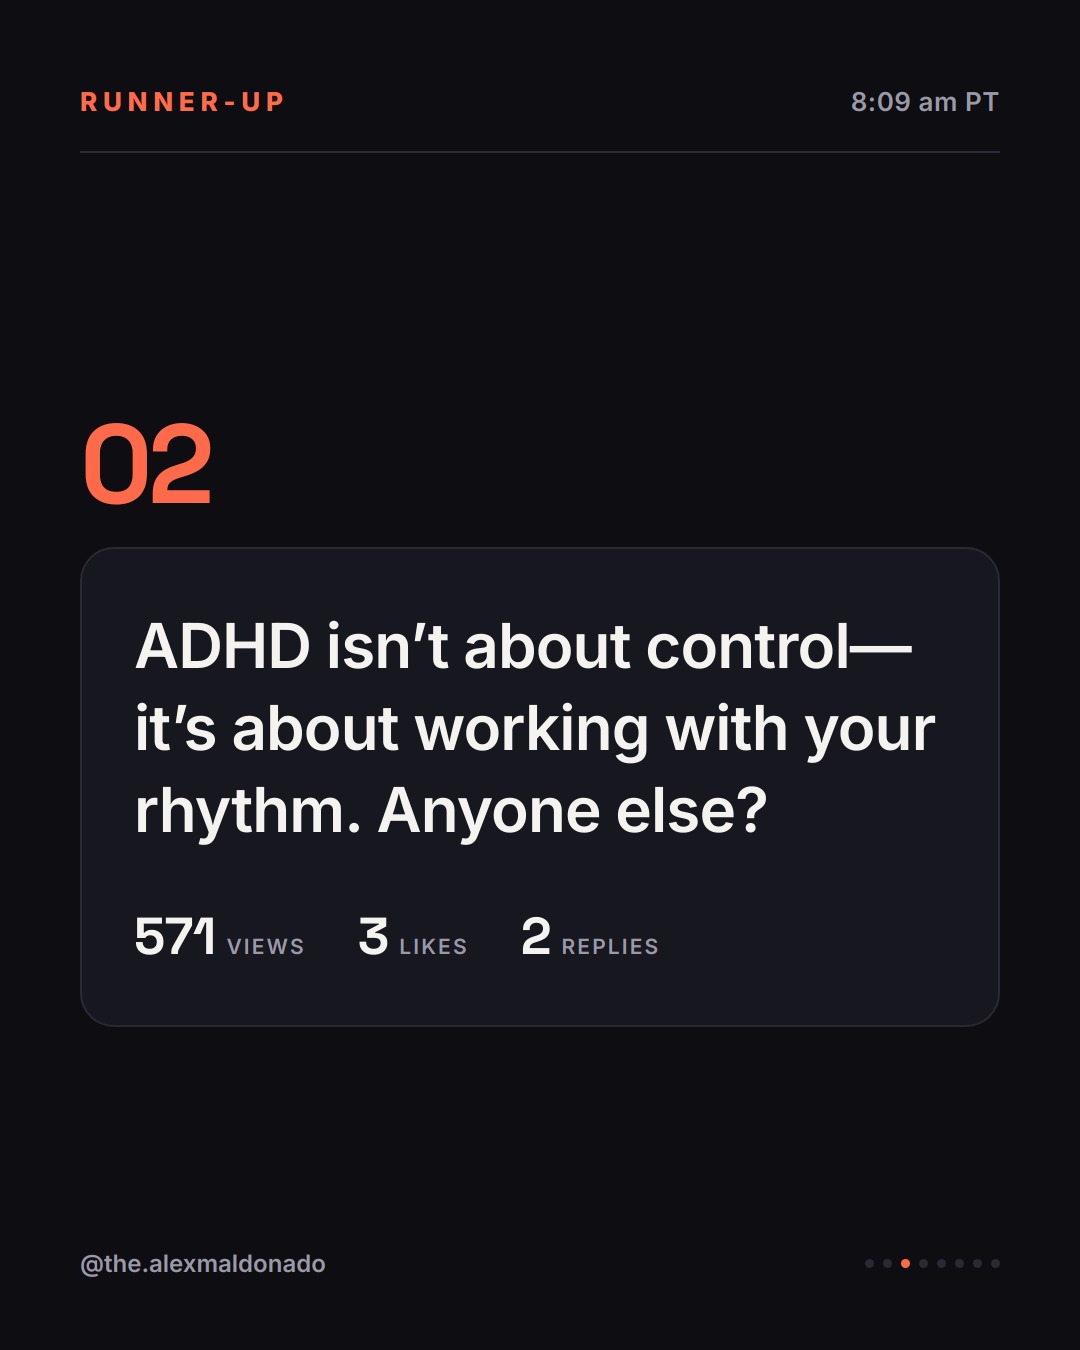 RUNNER-UP
8:09 am PT
02
ADHD isn’t about control—
it’s about working with your
rhythm. Anyone else?
571 VIEWS 3 LIKES 2 REPLIES
@the.alexmaldonado